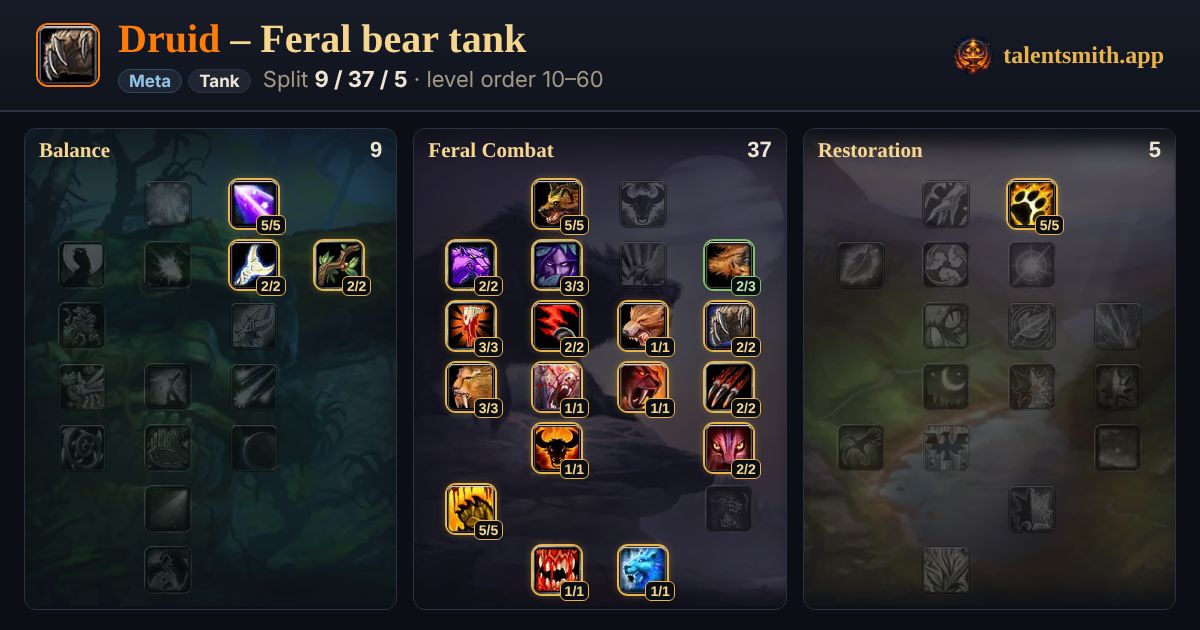 Druid – Feral bear tank
Meta Tank Split 9 / 37 / 5 · level order 10–60
talentsmith.app
Balance 9
5/5
2/2 2/2
Feral Combat 37
5/5
2/2 3/3 2/3
3/3 2/2 1/1 2/2
3/3 1/1 1/1 2/2
1/1 2/2
5/5
1/1 1/1
Restoration 5
5/5